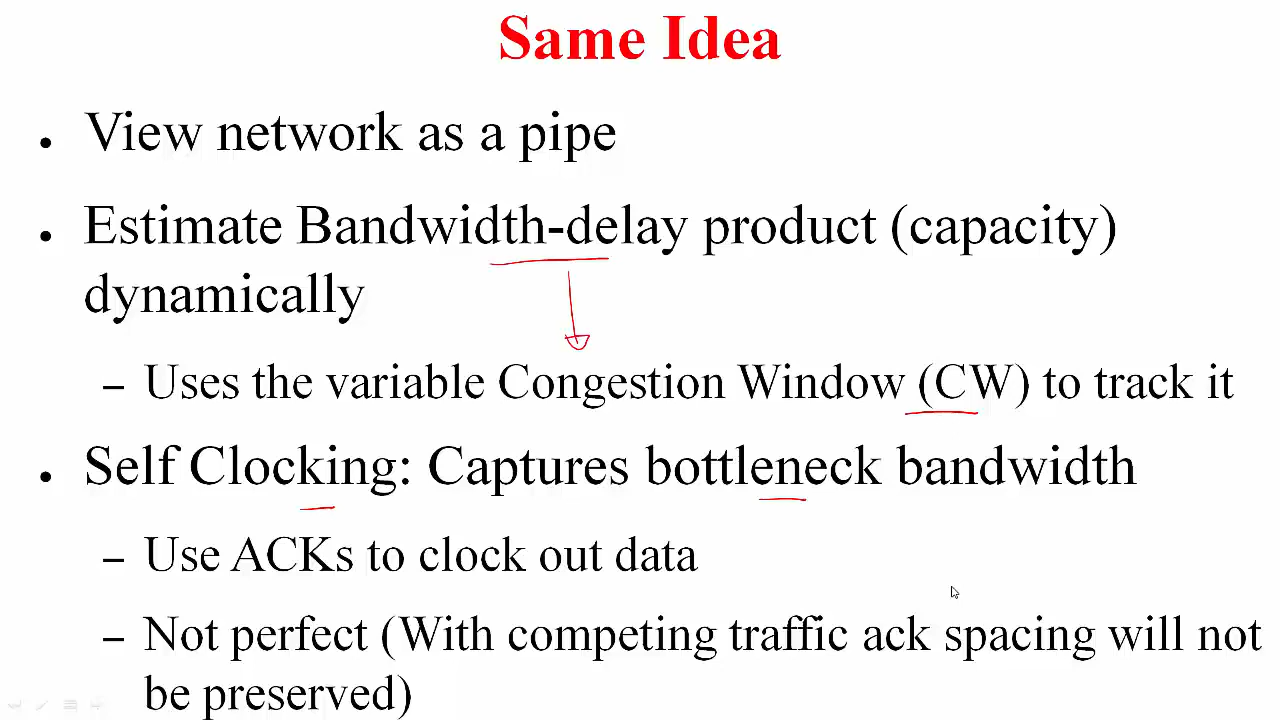 Same Idea
• View network as a pipe
• Estimate Bandwidth-delay product (capacity)
dynamically
– Uses the variable Congestion Window (CW) to track it
• Self Clocking: Captures bottleneck bandwidth
– Use ACKs to clock out data
– Not perfect (With competing traffic ack spacing will not
be preserved)